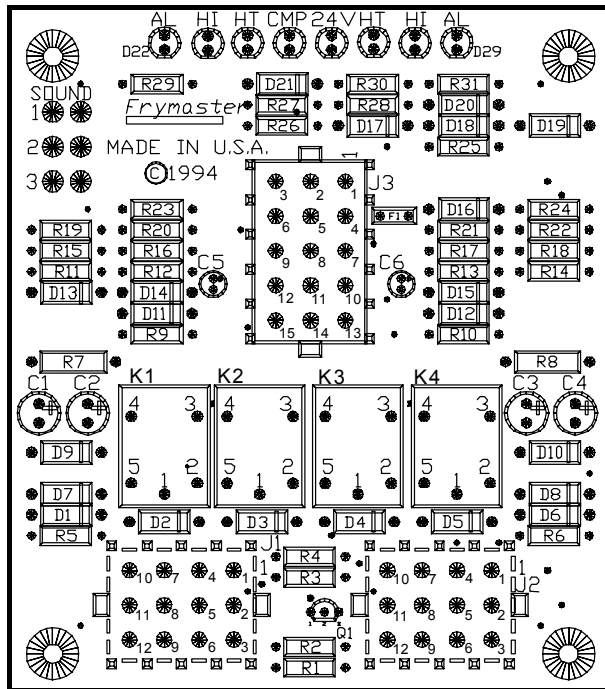 AL HI HT CMP 24V HT HI AL
D22 D29
R29 D21 R30 R31
SOUND Frymaster R27 R28 D20
1 R26 D17 D18 D19
2 MADE IN U.S.A. R25
3 © 1994 1 J3
3 2 1
R23 6 5 4 F1 D16 R24
R19 R20 R21 R22
R15 R16 9 8 7 R17 R18
R11 R12 C5 C6 R13 R14
D13 D14 12 11 10 D15
D11 D12
R9 15 14 13 R10
R7 R8
C1 C2 K1 K2 K3 K4 C3 C4
+ + 4 3 4 3 4 3 4 3 + +
D9 D10
5 2 5 2 5 2 5 2
D7 1 1 1 1 D8
D1 D2 D3 D4 D5 D6
R5 R6
J1 R4
1 R3 1 J2
10 7 4 1 10 7 4 1
11 8 5 2 11 8 5 2
1 2 3
Q1
12 9 6 3 R2 12 9 6 3
R1